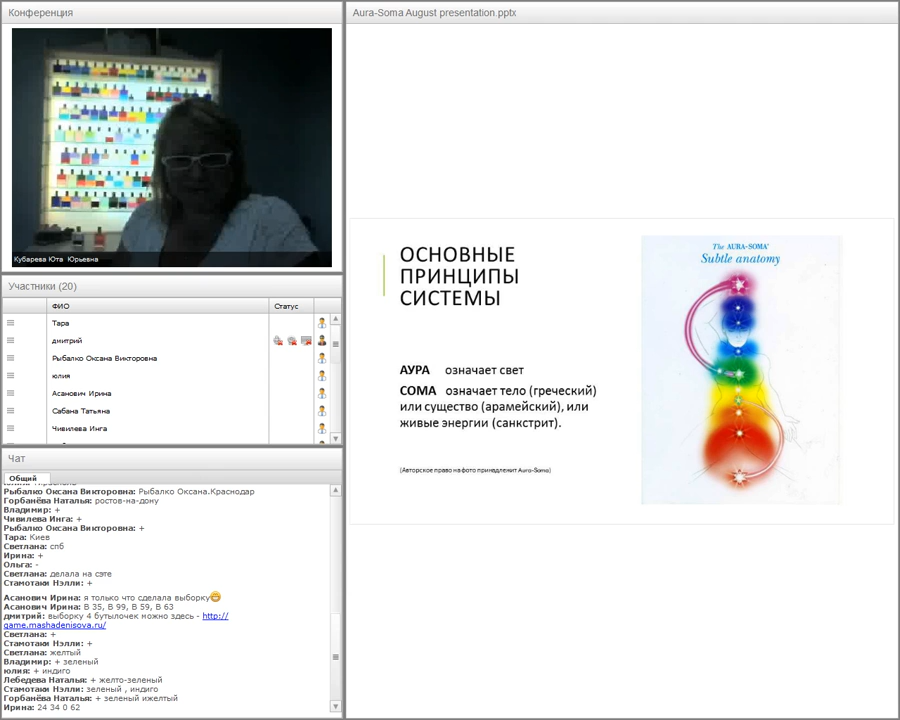 Конференция
Кубарева Юта Юрьевна
Участники (20)
ФИО
Статус
Тара
дмитрий
Рыбалко Оксана Викторовна
юлия
Асанович Ирина
Сабана Татьяна
Чивилева Инга
Чат
Общий
Рыбалко Оксана Викторовна: Рыбалко Оксана.Краснодар
Горбанёва Наталья: ростов-на-дону
Владимир: +
Чивилева Инга: +
Рыбалко Оксана Викторовна: +
Тара: Киев
Светлана: спб
Ирина: +
Ольга: -
Светлана: делала на сэте
Стамотаки Нэлли: +
Асанович Ирина: я только что сделала выборку
Асанович Ирина: В 35, В 99, В 59, В 63
дмитрий: выборку 4 бутылочек можно здесь - http://
game.mashadenisova.ru/
Светлана: +
Стамотаки Нэлли: +
Светлана: желтый
Владимир: + зеленый
юлия: + индиго
Лебедева Наталья: + желто-зеленый
Стамотаки Нэлли: зеленый , индиго
Горбанёва Наталья: + зеленый ижелтый
Ирина: 24 34 0 62
Aura-Soma August presentation.pptx
ОСНОВНЫЕ
ПРИНЦИПЫ
СИСТЕМЫ
АУРА означает свет
СОМА означает тело (греческий)
или существо (арамейский), или
живые энергии (санскрит).
(Авторское право на фото принадлежит Aura-Soma)
The AURA-SOMA®
Subtle anatomy